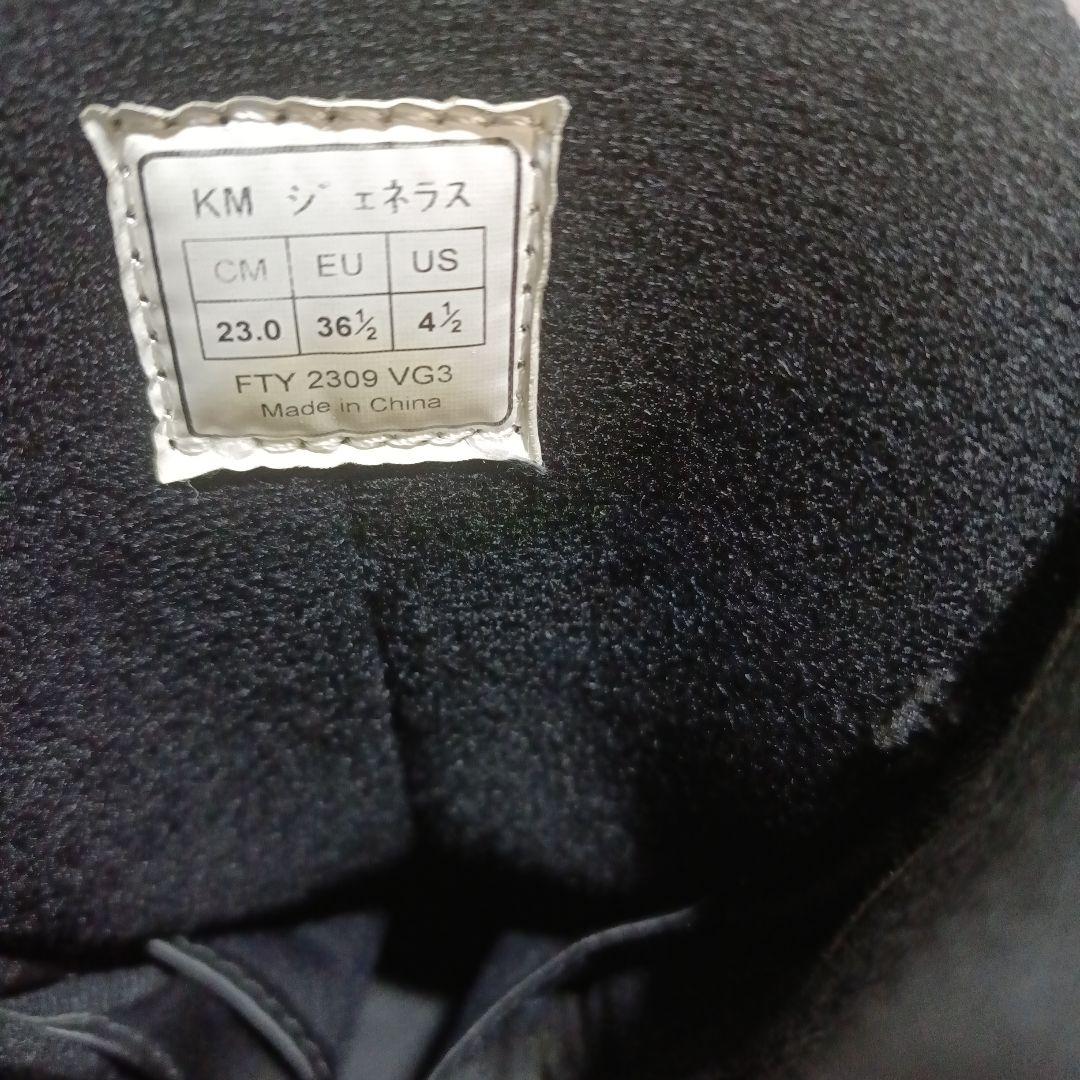 KM ジェネラス
CM EU US
23.0 36½ 4½
FTY 2309 VG3
Made in China